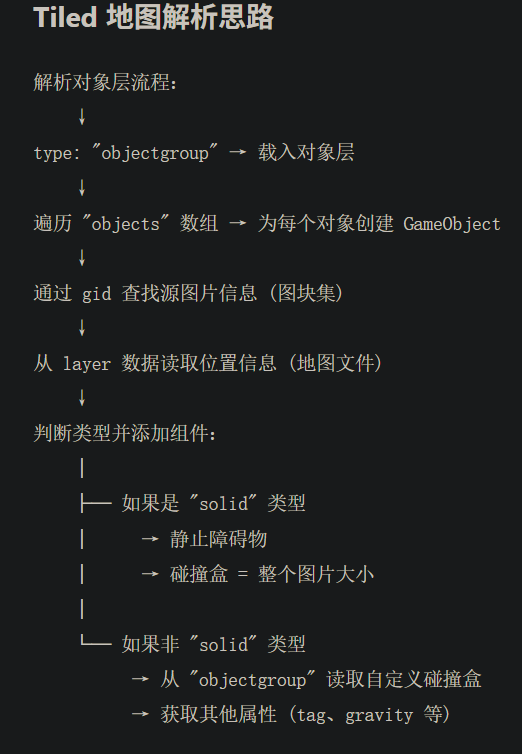 Tiled 地图解析思路
解析对象层流程:
↓
type: "objectgroup" → 载入对象层
↓
遍历 "objects" 数组 → 为每个对象创建 GameObject
↓
通过 gid 查找源图片信息 (图块集)
↓
从 layer 数据读取位置信息 (地图文件)
↓
判断类型并添加组件:
│
├── 如果是 "solid" 类型
│ → 静止障碍物
│ → 碰撞盒 = 整个图片大小
│
└── 如果非 "solid" 类型
→ 从 "objectgroup" 读取自定义碰撞盒
→ 获取其他属性 (tag、gravity 等)